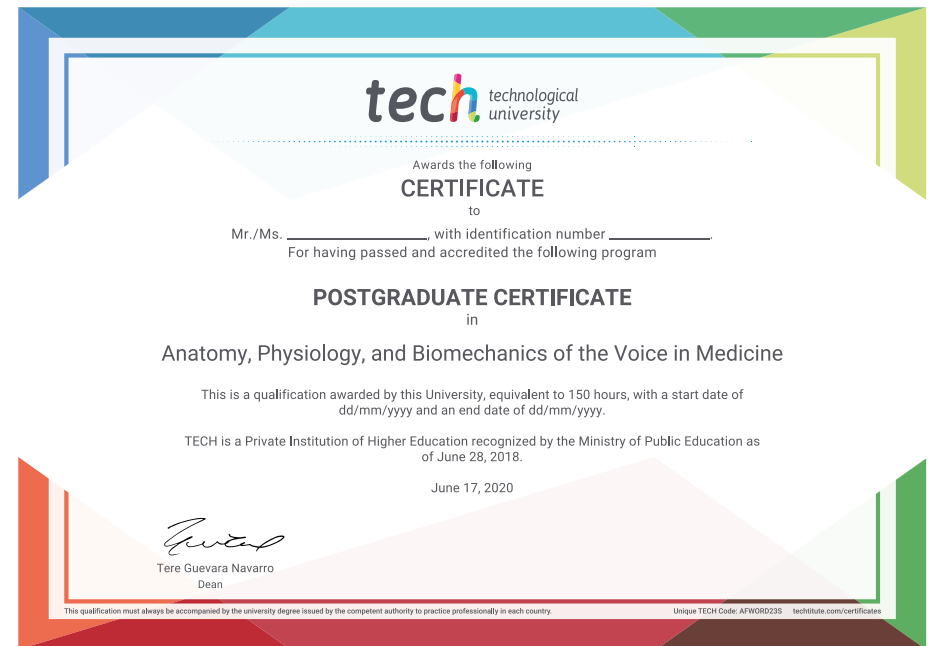 tech technological
university
Awards the following
CERTIFICATE
to
Mr./Ms. ____________________, with identification number ______________.
For having passed and accredited the following program
POSTGRADUATE CERTIFICATE
in
Anatomy, Physiology, and Biomechanics of the Voice in Medicine
This is a qualification awarded by this University, equivalent to 150 hours, with a start date of
dd/mm/yyyy and an end date of dd/mm/yyyy.
TECH is a Private Institution of Higher Education recognized by the Ministry of Public Education as
of June 28, 2018.
June 17, 2020
Tere Guevara Navarro
Dean
This qualification must always be accompanied by the university degree issued by the competent authority to practice professionally in each country.
Unique TECH Code: AFWORD23S techtitute.com/certificates